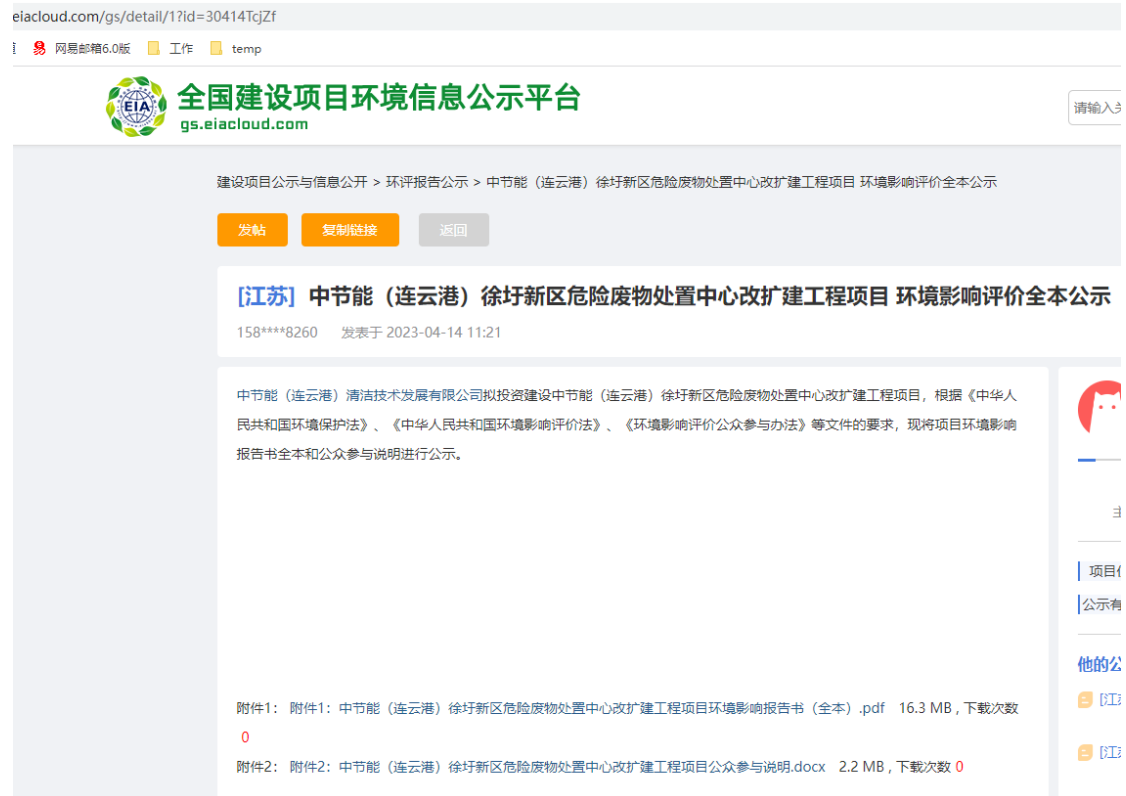 eiacloud.com/gs/detail/1?id=30414TcjZf
网易邮箱6.0版 工作 temp
EIA
全国建设项目环境信息公示平台
gs.eiacloud.com
请输入
建设项目公示与信息公开 > 环评报告公示 > 中节能（连云港）徐圩新区危险废物处置中心改扩建工程项目 环境影响评价全本公示
发帖 复制链接 返回
[江苏] 中节能（连云港）徐圩新区危险废物处置中心改扩建工程项目 环境影响评价全本公示
158****8260 发表于 2023-04-14 11:21
中节能（连云港）清洁技术发展有限公司拟投资建设中节能（连云港）徐圩新区危险废物处置中心改扩建工程项目，根据《中华人
民共和国环境保护法》、《中华人民共和国环境影响评价法》、《环境影响评价公众参与办法》等文件的要求，现将项目环境影响
报告书全本和公众参与说明进行公示。
主
项目
公示有
他的公
[江
[江
附件1： 附件1：中节能（连云港）徐圩新区危险废物处置中心改扩建工程项目环境影响报告书（全本）.pdf 16.3 MB , 下载次数
0
附件2： 附件2：中节能（连云港）徐圩新区危险废物处置中心改扩建工程项目公众参与说明.docx 2.2 MB , 下载次数 0